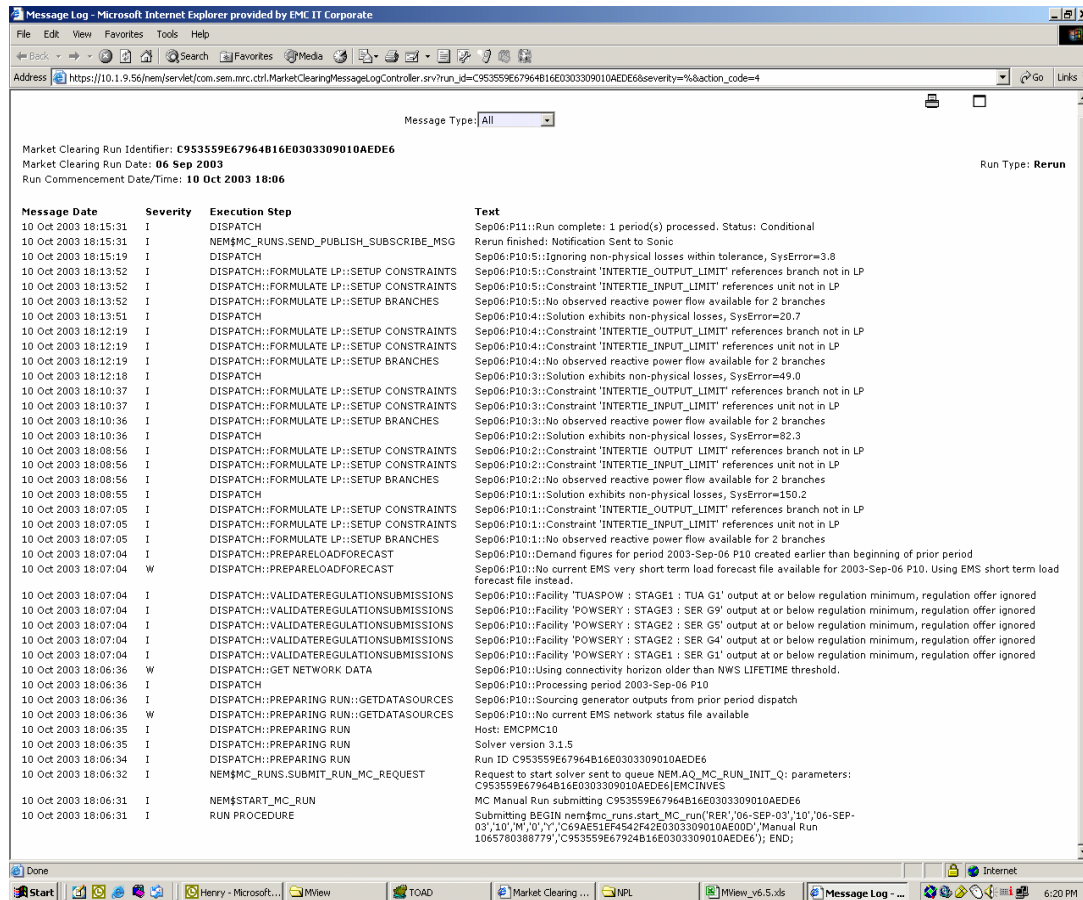 Message Log - Microsoft Internet Explorer provided by EMC IT Corporate
File Edit View Favorites Tools Help
Back Search Favorites Media
Address https://10.1.9.56/nem/servlet/com.sem.mrc.ctrl.MarketClearingMessageLogController.srv?run_id=C953559E67964B16E0303309010AEDE6&severity=%&action_code=4 Go Links
Message Type: All
Market Clearing Run Identifier: C953559E67964B16E0303309010AEDE6
Market Clearing Run Date: 06 Sep 2003 Run Type: Rerun
Run Commencement Date/Time: 10 Oct 2003 18:06
Message Date Severity Execution Step Text
10 Oct 2003 18:15:31 I DISPATCH Sep06:P11::Run complete: 1 period(s) processed. Status: Conditional
10 Oct 2003 18:15:31 I NEM$MC_RUNS.SEND_PUBLISH_SUBSCRIBE_MSG Rerun finished: Notification Sent to Sonic
10 Oct 2003 18:15:19 I DISPATCH Sep06:P10:5::Ignoring non-physical losses within tolerance, SysError=3.8
10 Oct 2003 18:13:52 I DISPATCH::FORMULATE LP::SETUP CONSTRAINTS Sep06:P10:5::Constraint 'INTERTIE_OUTPUT_LIMIT' references branch not in LP
10 Oct 2003 18:13:52 I DISPATCH::FORMULATE LP::SETUP CONSTRAINTS Sep06:P10:5::Constraint 'INTERTIE_INPUT_LIMIT' references unit not in LP
10 Oct 2003 18:13:52 I DISPATCH::FORMULATE LP::SETUP BRANCHES Sep06:P10:5::No observed reactive power flow available for 2 branches
10 Oct 2003 18:13:51 I DISPATCH Sep06:P10:4::Solution exhibits non-physical losses, SysError=20.7
10 Oct 2003 18:12:19 I DISPATCH::FORMULATE LP::SETUP CONSTRAINTS Sep06:P10:4::Constraint 'INTERTIE_OUTPUT_LIMIT' references branch not in LP
10 Oct 2003 18:12:19 I DISPATCH::FORMULATE LP::SETUP CONSTRAINTS Sep06:P10:4::Constraint 'INTERTIE_INPUT_LIMIT' references unit not in LP
10 Oct 2003 18:12:19 I DISPATCH::FORMULATE LP::SETUP BRANCHES Sep06:P10:4::No observed reactive power flow available for 2 branches
10 Oct 2003 18:12:18 I DISPATCH Sep06:P10:3::Solution exhibits non-physical losses, SysError=49.0
10 Oct 2003 18:10:37 I DISPATCH::FORMULATE LP::SETUP CONSTRAINTS Sep06:P10:3::Constraint 'INTERTIE_OUTPUT_LIMIT' references branch not in LP
10 Oct 2003 18:10:37 I DISPATCH::FORMULATE LP::SETUP CONSTRAINTS Sep06:P10:3::Constraint 'INTERTIE_INPUT_LIMIT' references unit not in LP
10 Oct 2003 18:10:36 I DISPATCH::FORMULATE LP::SETUP BRANCHES Sep06:P10:3::No observed reactive power flow available for 2 branches
10 Oct 2003 18:10:36 I DISPATCH Sep06:P10:2::Solution exhibits non-physical losses, SysError=82.3
10 Oct 2003 18:08:56 I DISPATCH::FORMULATE LP::SETUP CONSTRAINTS Sep06:P10:2::Constraint 'INTERTIE OUTPUT LIMIT' references branch not in LP
10 Oct 2003 18:08:56 I DISPATCH::FORMULATE LP::SETUP CONSTRAINTS Sep06:P10:2::Constraint 'INTERTIE_INPUT_LIMIT' references unit not in LP
10 Oct 2003 18:08:56 I DISPATCH::FORMULATE LP::SETUP BRANCHES Sep06:P10:2::No observed reactive power flow available for 2 branches
10 Oct 2003 18:08:55 I DISPATCH Sep06:P10:1::Solution exhibits non-physical losses, SysError=150.2
10 Oct 2003 18:07:05 I DISPATCH::FORMULATE LP::SETUP CONSTRAINTS Sep06:P10:1::Constraint 'INTERTIE_OUTPUT_LIMIT' references branch not in LP
10 Oct 2003 18:07:05 I DISPATCH::FORMULATE LP::SETUP CONSTRAINTS Sep06:P10:1::Constraint 'INTERTIE_INPUT_LIMIT' references unit not in LP
10 Oct 2003 18:07:05 I DISPATCH::FORMULATE LP::SETUP BRANCHES Sep06:P10:1::No observed reactive power flow available for 2 branches
10 Oct 2003 18:07:04 I DISPATCH::PREPARELOADFORECAST Sep06:P10::Demand figures for period 2003-Sep-06 P10 created earlier than beginning of prior period
10 Oct 2003 18:07:04 W DISPATCH::PREPARELOADFORECAST Sep06:P10::No current EMS very short term load forecast file available for 2003-Sep-06 P10. Using EMS short term load
forecast file instead.
10 Oct 2003 18:07:04 I DISPATCH::VALIDATEREGULATIONSUBMISSIONS Sep06:P10::Facility 'TUASPOW : STAGE1 : TUA G1' output at or below regulation minimum, regulation offer ignored
10 Oct 2003 18:07:04 I DISPATCH::VALIDATEREGULATIONSUBMISSIONS Sep06:P10::Facility 'POWSERY : STAGE3 : SER G9' output at or below regulation minimum, regulation offer ignored
10 Oct 2003 18:07:04 I DISPATCH::VALIDATEREGULATIONSUBMISSIONS Sep06:P10::Facility 'POWSERY : STAGE2 : SER G5' output at or below regulation minimum, regulation offer ignored
10 Oct 2003 18:07:04 I DISPATCH::VALIDATEREGULATIONSUBMISSIONS Sep06:P10::Facility 'POWSERY : STAGE2 : SER G4' output at or below regulation minimum, regulation offer ignored
10 Oct 2003 18:07:04 I DISPATCH::VALIDATEREGULATIONSUBMISSIONS Sep06:P10::Facility 'POWSERY : STAGE1 : SER G1' output at or below regulation minimum, regulation offer ignored
10 Oct 2003 18:06:36 W DISPATCH::GET NETWORK DATA Sep06:P10::Using connectivity horizon older than NWS LIFETIME threshold.
10 Oct 2003 18:06:36 I DISPATCH Sep06:P10::Processing period 2003-Sep-06 P10
10 Oct 2003 18:06:36 I DISPATCH::PREPARING RUN::GETDATASOURCES Sep06:P10::Sourcing generator outputs from prior period dispatch
10 Oct 2003 18:06:36 W DISPATCH::PREPARING RUN::GETDATASOURCES Sep06:P10::No current EMS network status file available
10 Oct 2003 18:06:35 I DISPATCH::PREPARING RUN Host: EMCPMC10
10 Oct 2003 18:06:35 I DISPATCH::PREPARING RUN Solver version 3.1.5
10 Oct 2003 18:06:34 I DISPATCH::PREPARING RUN Run ID C953559E67964B16E0303309010AEDE6
10 Oct 2003 18:06:32 I NEM$MC_RUNS.SUBMIT_RUN_MC_REQUEST Request to start solver sent to queue NEM.AQ_MC_RUN_INIT_Q: parameters:
C953559E67964B16E0303309010AEDE6|EMCINVES
10 Oct 2003 18:06:31 I NEM$START_MC_RUN MC Manual Run submitting C953559E67964B16E0303309010AEDE6
10 Oct 2003 18:06:31 I RUN PROCEDURE Submitting BEGIN nem$mc_runs.start_MC_run('RER','06-SEP-03','10','06-SEP-
03','10','M','0','Y','C69AE51EF4542F42E0303309010AE00D','Manual Run
1065780388779','C953559E67924B16E0303309010AEDE6'); END;
Done Internet
Start Henry - Microsoft... MView TOAD Market Clearing ... NPL MView_v6.5.xls Message Log - ... 6:20 PM